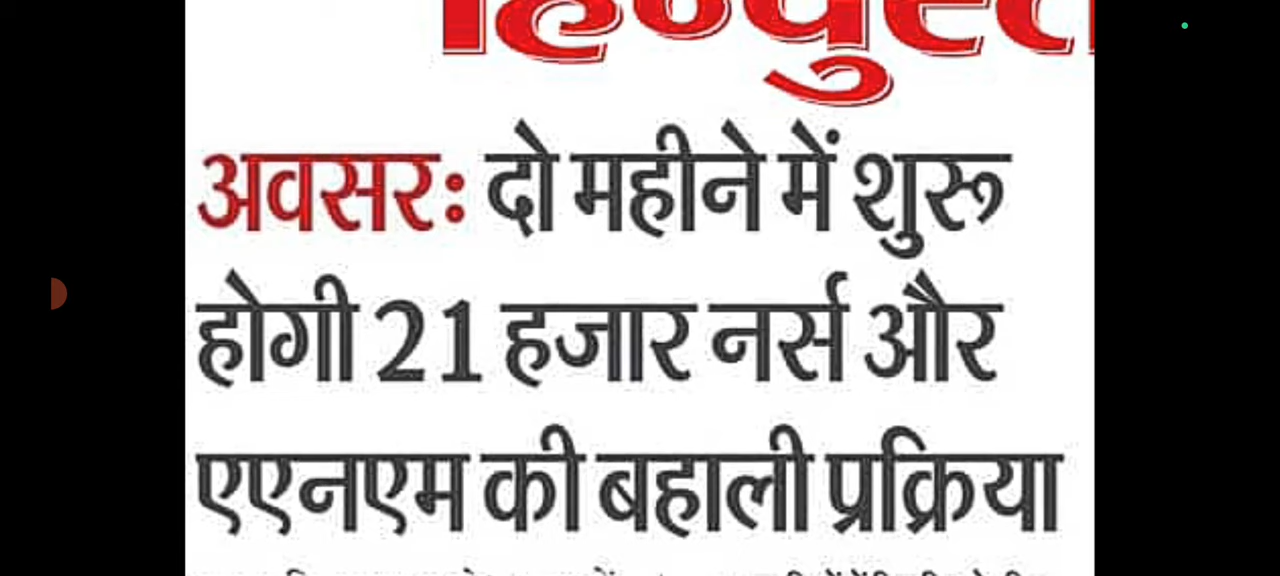 अवसर: दो महीने में शुरू
होगी 21 हजार नर्स और
एएनएम की बहाली प्रक्रिया